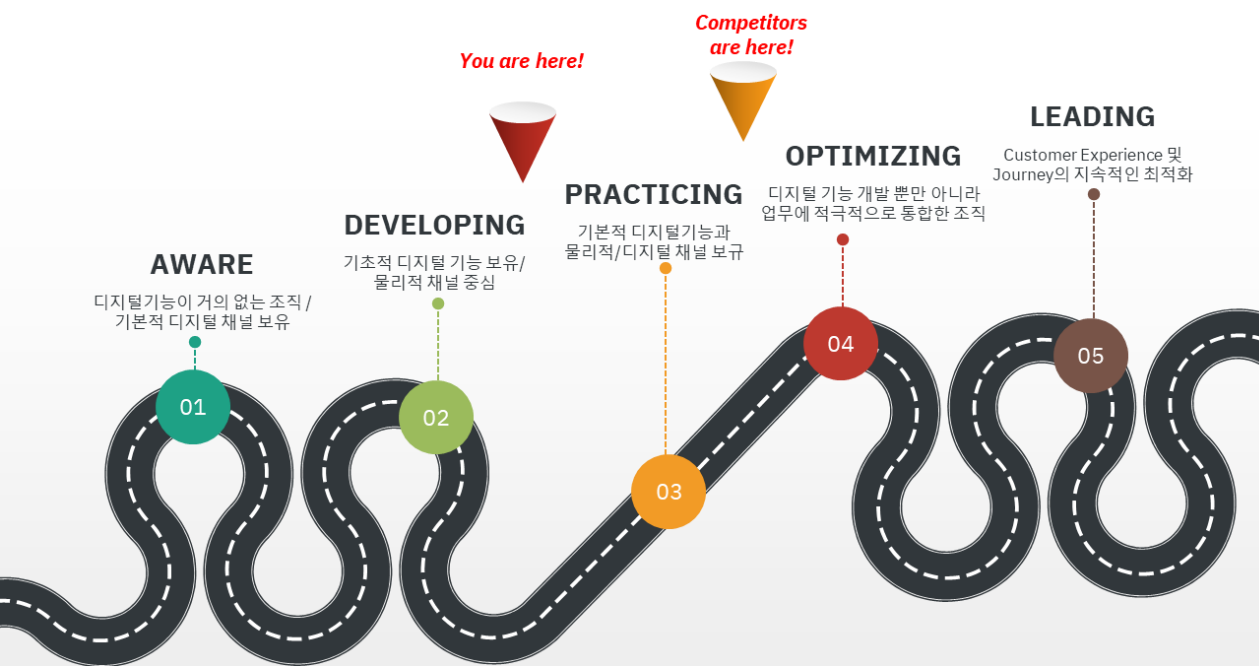 You are here!
Competitors
are here!
AWARE
디지털기능이 거의 없는 조직 /
기본적 디지털 채널 보유
01
DEVELOPING
기초적 디지털 기능 보유/
물리적 채널 중심
02
PRACTICING
기본적 디지털기능과
물리적/디지털 채널 보규
03
OPTIMIZING
디지털 기능 개발 뿐만 아니라
업무에 적극적으로 통합한 조직
04
LEADING
Customer Experience 및
Journey의 지속적인 최적화
05